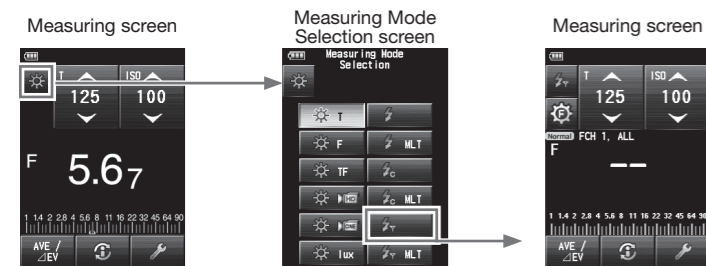 Measuring screen
T
ISO
125
100
F
5.67
1 1.4 2 2.8 4 5.6 8 11 16 22 32 45 64 90
AVE /
⊿EV
Measuring Mode
Selection screen
Measuring Mode
Selection
T
F
MLT
TF
C
HD
C MLT
CINE
T
lux
T MLT
Measuring screen
T
ISO
T
125
100
F
Normal FCH 1, ALL
F
--
1 1.4 2 2.8 4 5.6 8 11 16 22 32 45 64 90
AVE /
⊿EV